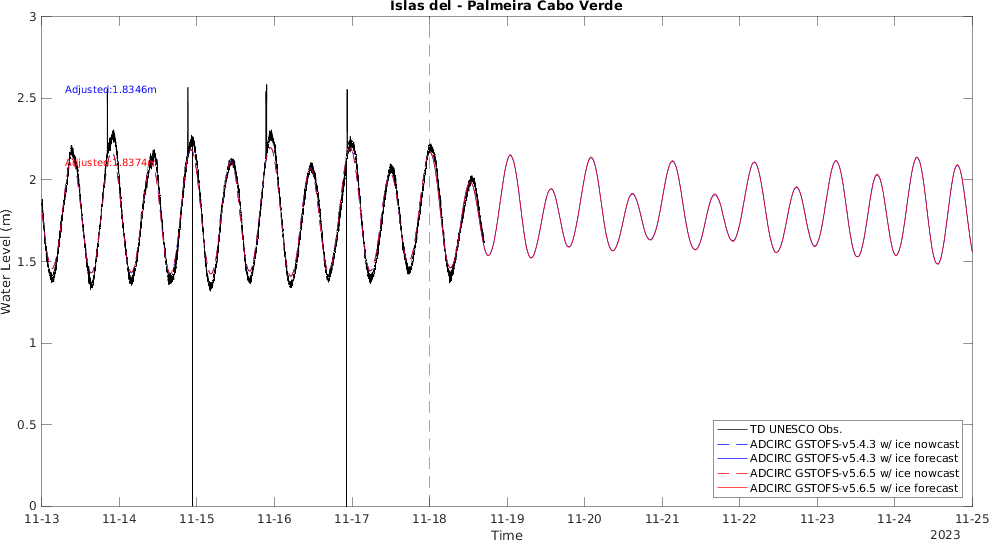 Islas del - Palmeira Cabo Verde
3
2.5
2
1.5
1
0.5
0
Water Level (m)
Adjusted:1.8346m
Adjusted:1.8374m
TD UNESCO Obs.
ADCIRC GSTOFS-v5.4.3 w/ ice nowcast
ADCIRC GSTOFS-v5.4.3 w/ ice forecast
ADCIRC GSTOFS-v5.6.5 w/ ice nowcast
ADCIRC GSTOFS-v5.6.5 w/ ice forecast
11-13 11-14 11-15 11-16 11-17 11-18 11-19 11-20 11-21 11-22 11-23 11-24 11-25
Time
2023